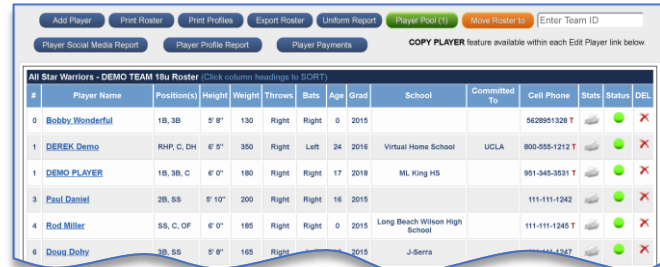 Add Player Print Roster Print Profiles Export Roster Uniform Report Player Pool (1) Move Roster to Enter Team ID
Player Social Media Report Player Profile Report Player Payments COPY PLAYER feature available within each Edit Player link below
All Star Warriors - DEMO TEAM 18u Roster (Click column headings to SORT)
# Player Name Position(s) Height Weight Throws Bats Age Grad School Committed To Cell Phone Stats Status DEL
0 Bobby Wonderful 1B, 3B 5' 8" 130 Right Right 0 2015 5628951328 T
1 DEREK Demo RHP, C, DH 6' 5" 350 Right Left 24 2016 Virtual Home School UCLA 800-555-1212 T
1 DEMO PLAYER 1B, 3B, C 6' 0" 180 Right Right 17 2018 ML King HS 951-345-3531 T
3 Paul Daniel 2B, SS 5' 10" 200 Right Right 16 2015 111-111-1242
4 Rod Miller SS, C, OF 6' 0" 185 Right Right 0 2015 Long Beach Wilson High School 111-111-1245 T
6 Doug Dohy 3B, SS 5' 8" 165 Right 2015 J-Serra